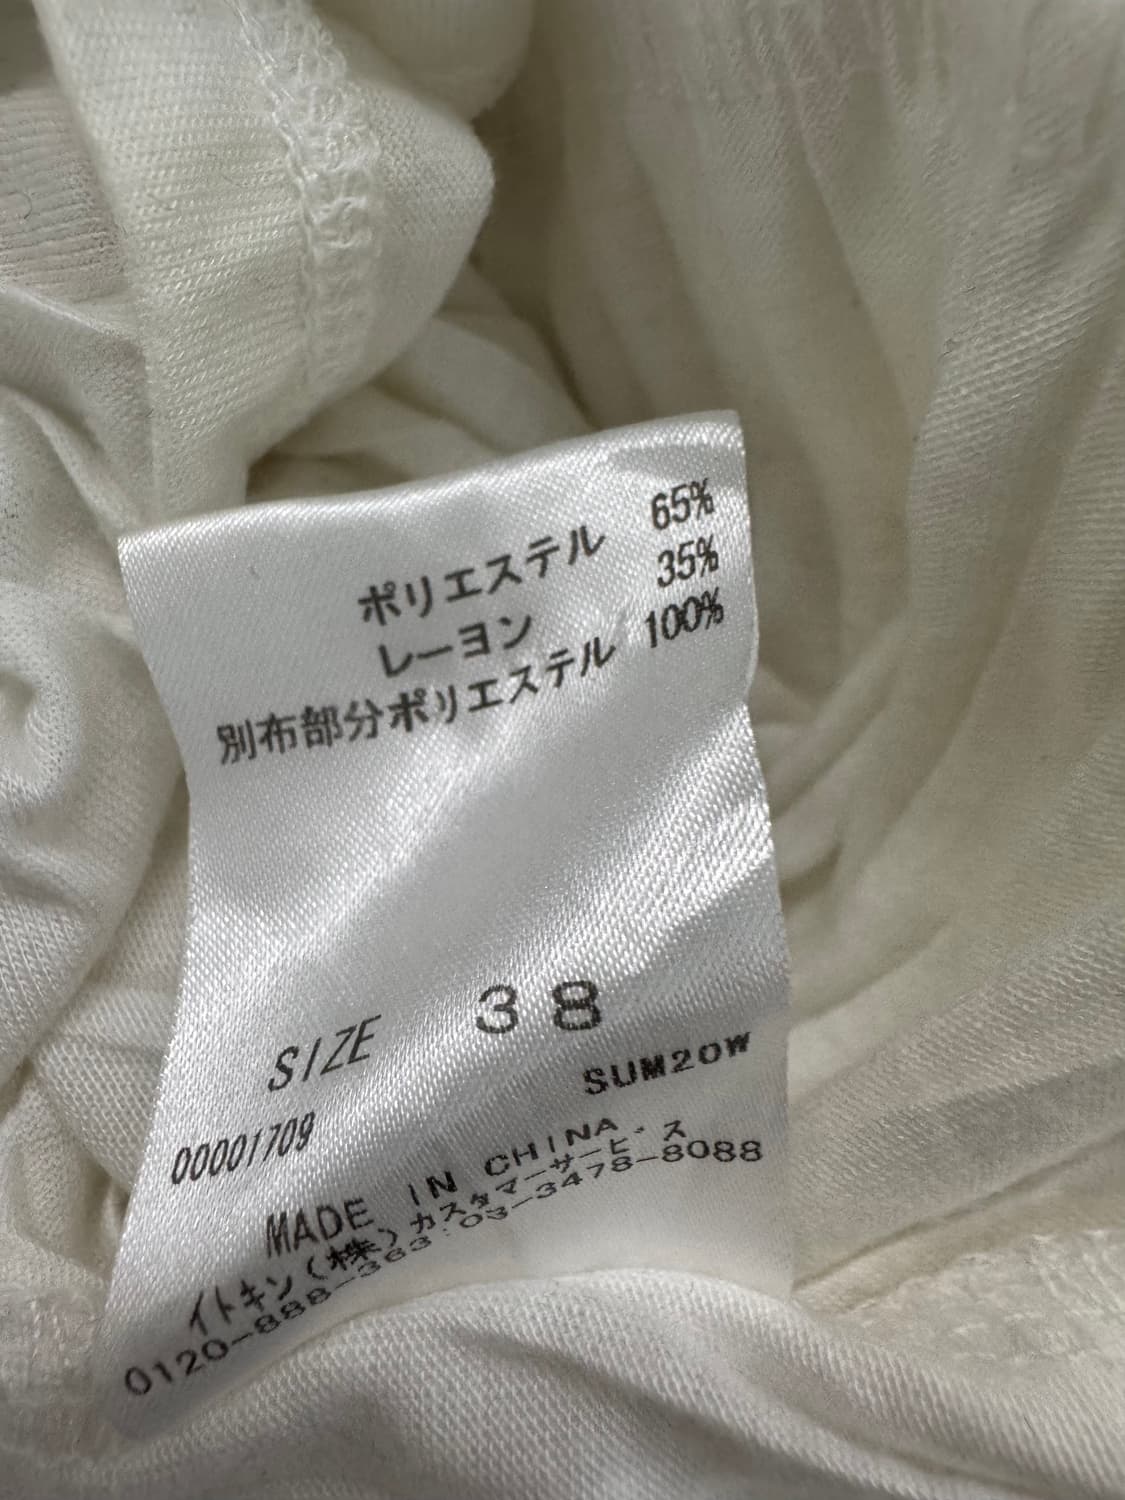 ポリエステル 65%
レーヨン 35%
別布部分ポリエステル 100%
SIZE 38
00001709 SUM20W
MADE IN CHINA
イトキン(株)カスタマーサービス
0120-888-363:03-3478-8088